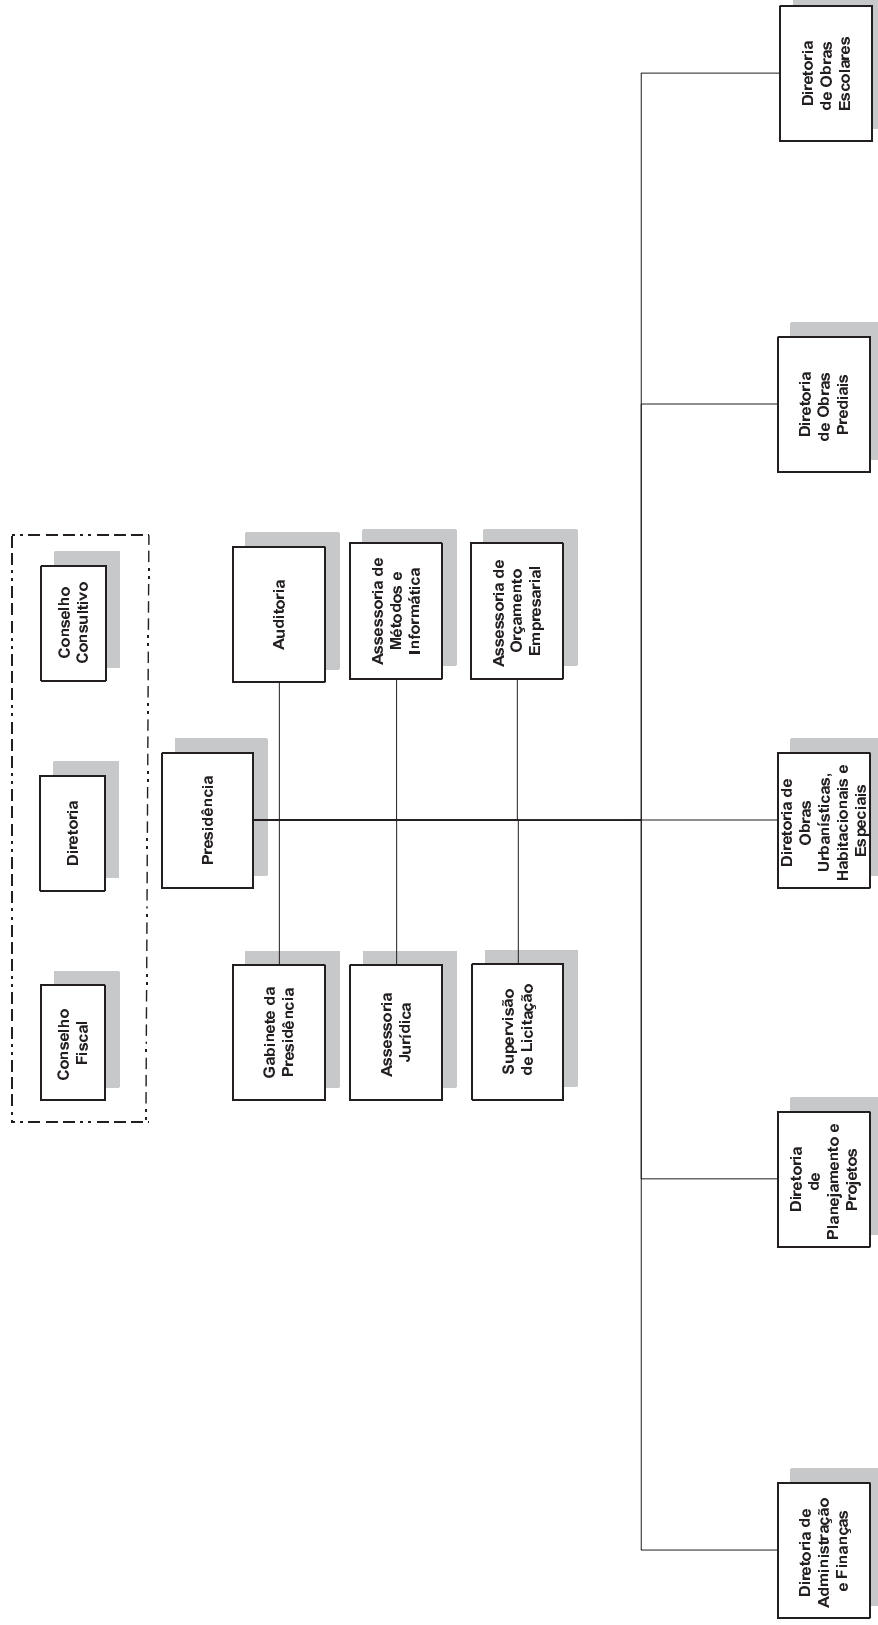 Conselho
Fiscal
Diretoria
Conselho
Consultivo
Presidência
Gabinete da
Presidência
Auditoria
Assessoria
Jurídica
Assessoria de
Métodos e
Informática
Supervisão
de Licitação
Assessoria de
Orçamento
Empresarial
Diretoria de
Administração
e Finanças
Diretoria
de
Planejamento e
Projetos
Diretoria de
Obras
Urbanísticas,
Habitacionais e
Especiais
Diretoria
de Obras
Prediais
Diretoria
de Obras
Escolares